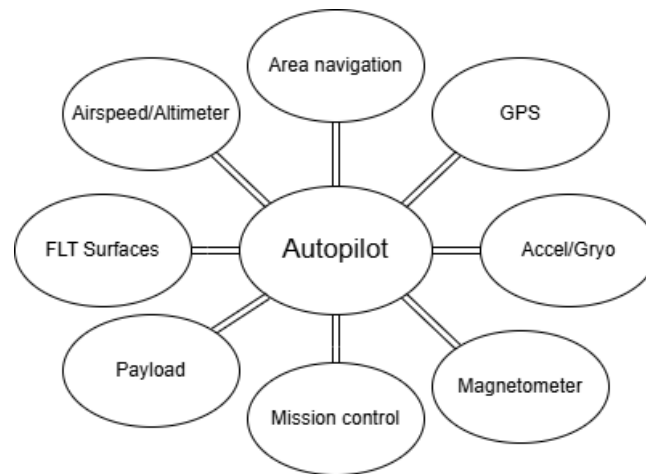 Area navigation
Airspeed/Altimeter
GPS
FLT Surfaces
Autopilot
Accel/Gryo
Payload
Magnetometer
Mission control